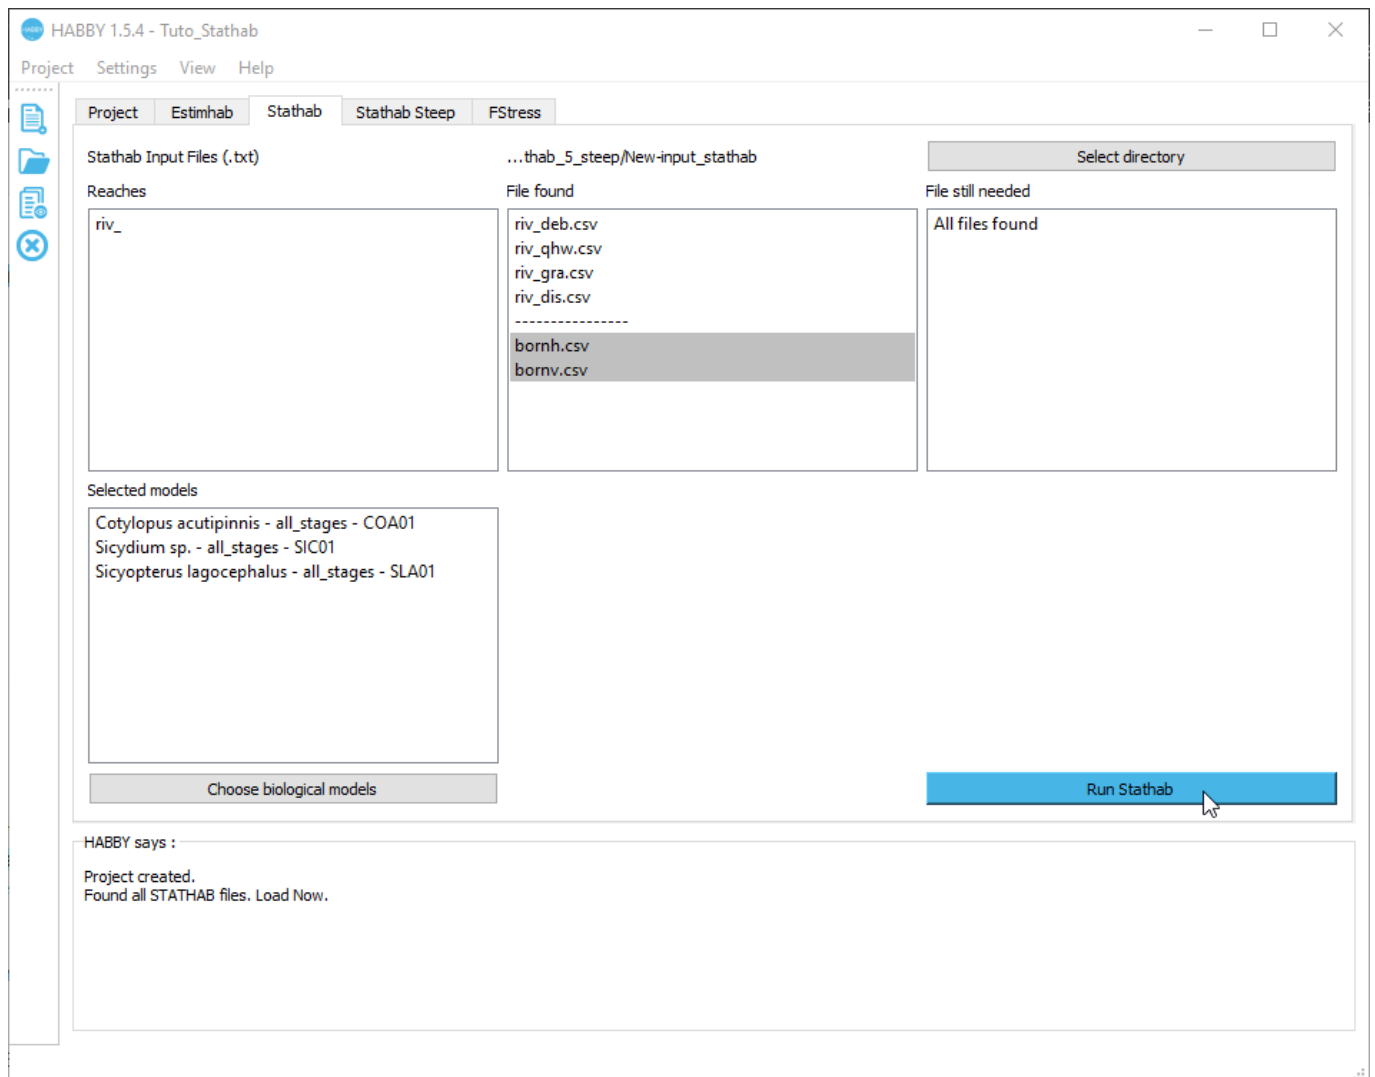 HABBY 1.5.4 - Tuto_Stathab
Project Settings View Help
Project Estimhab Stathab Stathab Steep FStress
Stathab Input Files (.txt) ...thab_5_steep/New-input_stathab Select directory
Reaches File found File still needed
riv_ riv_deb.csv All files found
riv_qhw.csv
riv_gra.csv
riv_dis.csv
----------------
bornh.csv
bornv.csv
Selected models
Cotylopus acutipinnis - all_stages - COA01
Sicydium sp. - all_stages - SIC01
Sicyopterus lagocephalus - all_stages - SLA01
Choose biological models Run Stathab
HABBY says :
Project created.
Found all STATHAB files. Load Now.